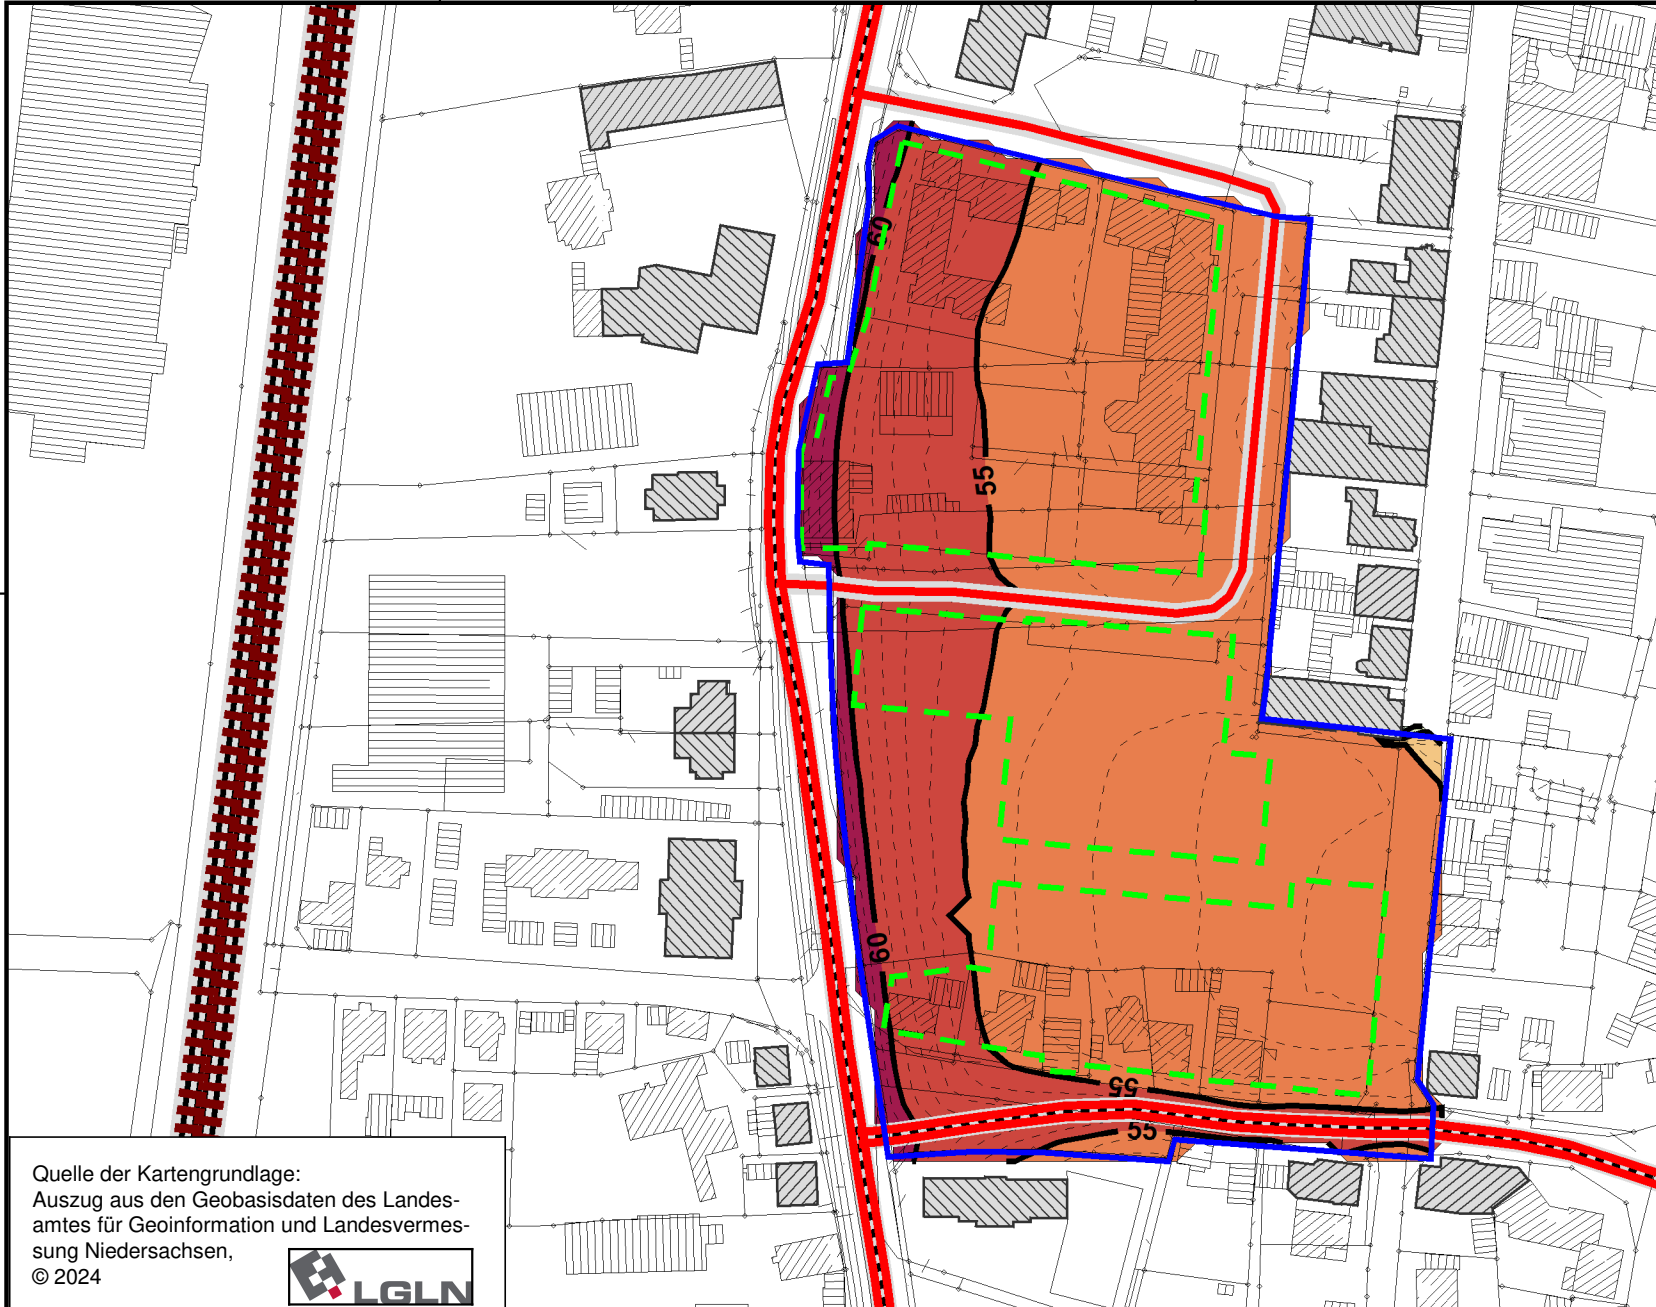 60
55
60
55
55
Quelle der Kartengrundlage:
Auszug aus den Geobasisdaten des Landes-
amtes für Geoinformation und Landesvermes-
sung Niedersachsen,
© 2024
LGLN